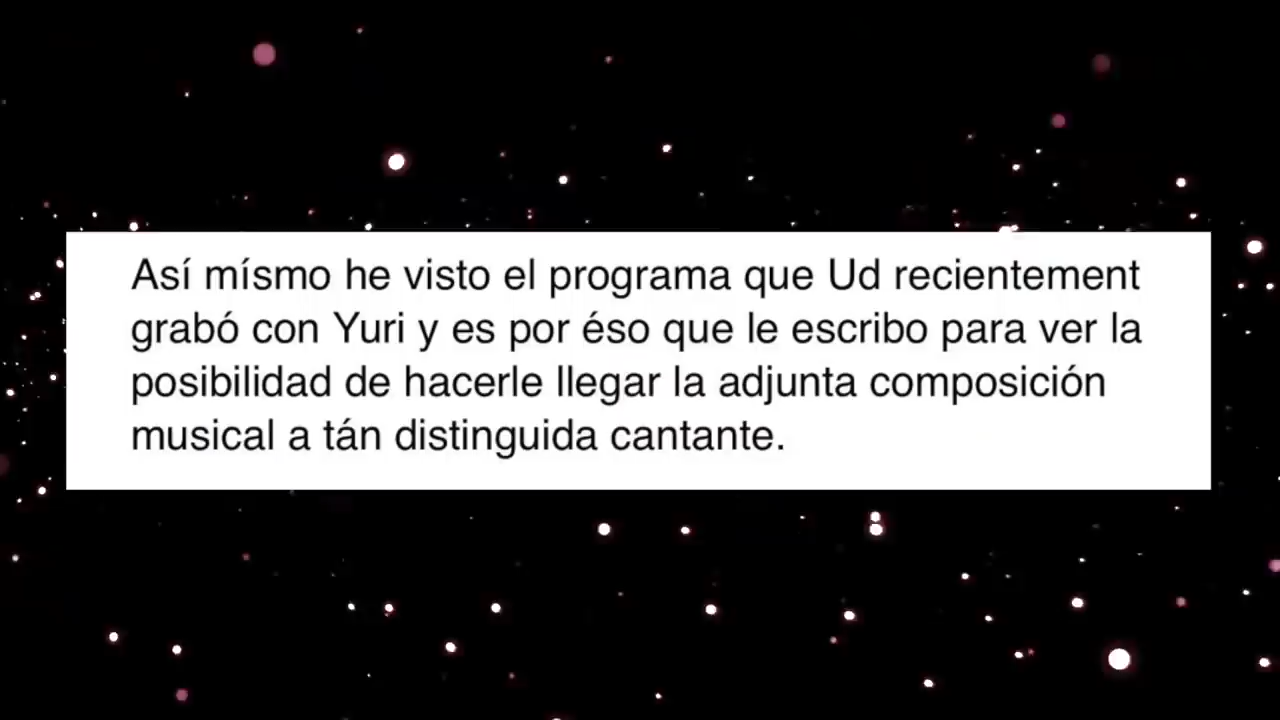 Así mísmo he visto el programa que Ud recientement
grabó con Yuri y es por éso que le escribo para ver la
posibilidad de hacerle llegar la adjunta composición
musical a tán distinguida cantante.